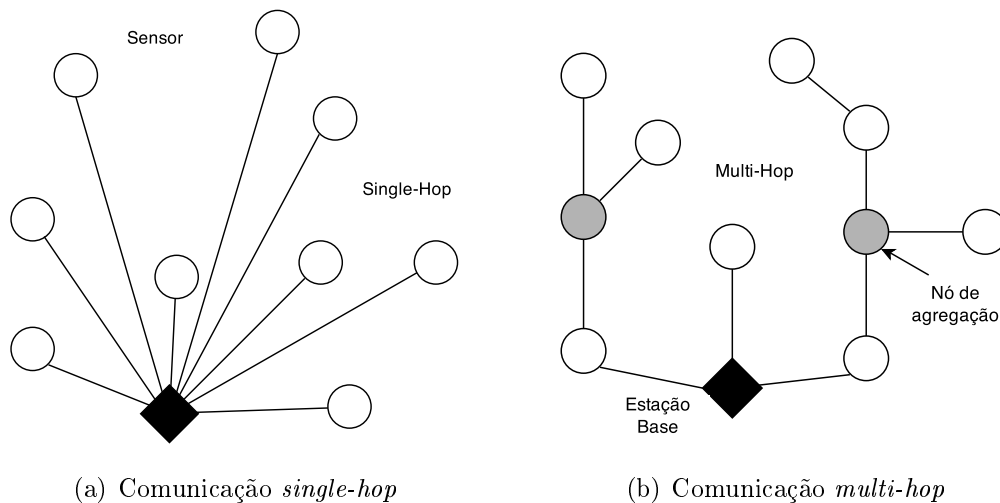 Sensor
Single-Hop
Multi-Hop
Nó de
agregação
Estação
Base
(a) Comunicação single-hop
(b) Comunicação multi-hop